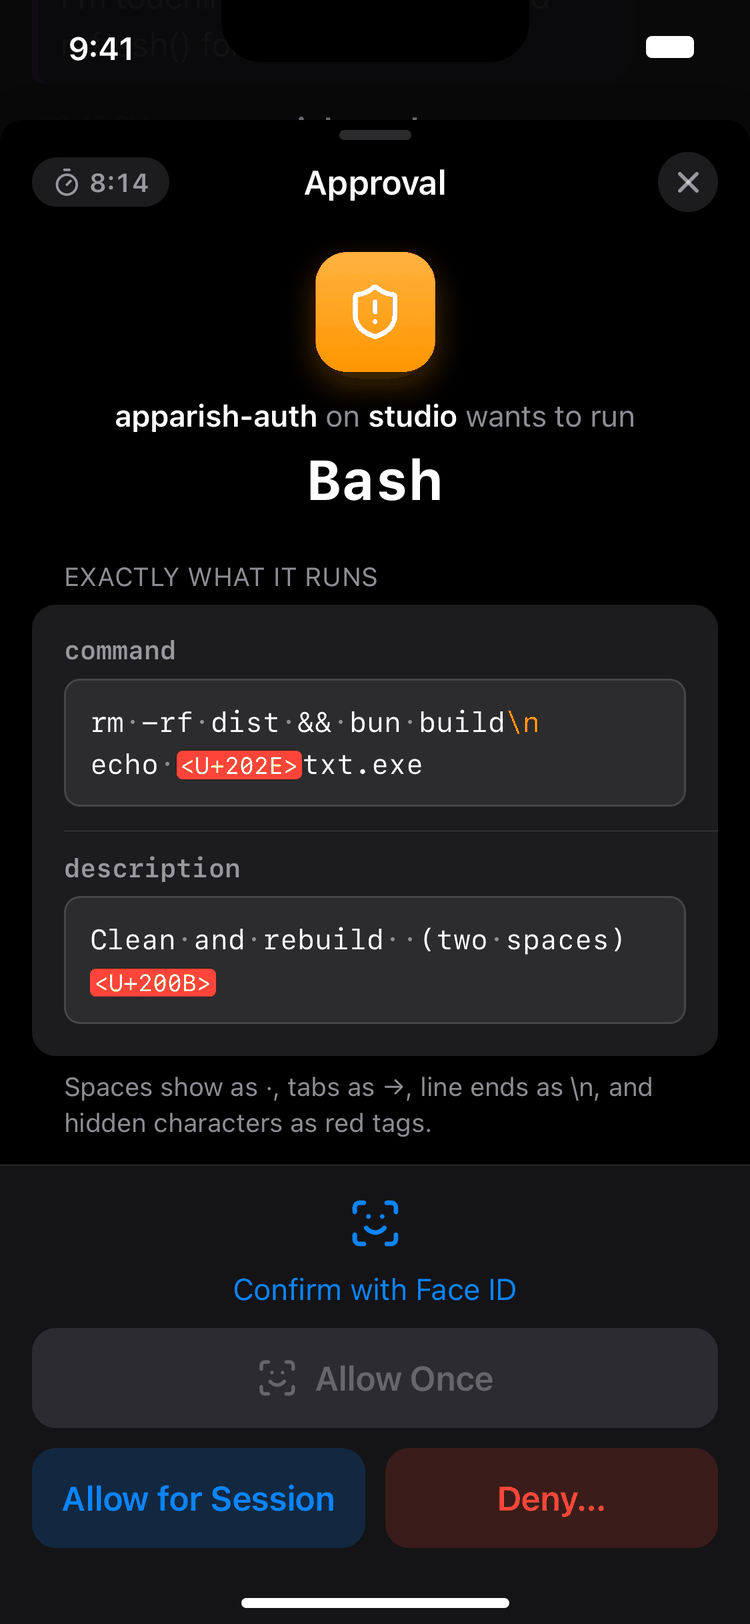 9:41
8:14
Approval
apparish-auth on studio wants to run
Bash
EXACTLY WHAT IT RUNS
command
rm·-rf·dist·&&·bun·build\n
echo·<U+202E>txt.exe
description
Clean·and·rebuild··(two·spaces)
<U+200B>
Spaces show as ·, tabs as →, line ends as \n, and
hidden characters as red tags.
Confirm with Face ID
Allow Once
Allow for Session
Deny...